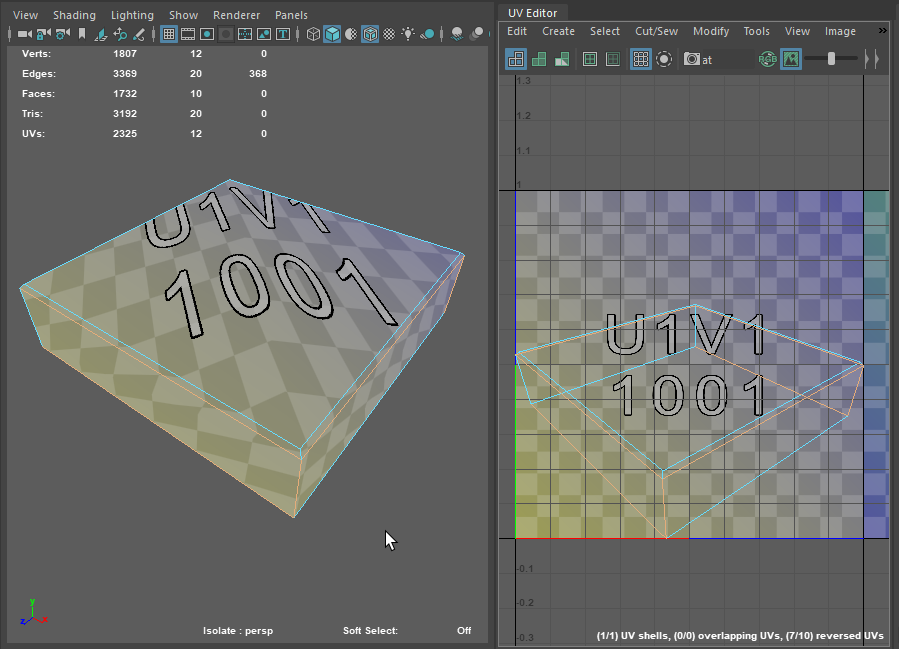 View Shading Lighting Show Renderer Panels
Verts: 1807 12 0
Edges: 3369 20 368
Faces: 1732 10 0
Tris: 3192 20 0
UVs: 2325 12 0
U1V1
1001
y
z
x
Isolate : persp Soft Select: Off
UV Editor
Edit Create Select Cut/Sew Modify Tools View Image »
at RGB
1.3
1.2
1.1
1
U1V1
1001
-0.1
-0.2
-0.3
(1/1) UV shells, (0/0) overlapping UVs, (7/10) reversed UVs